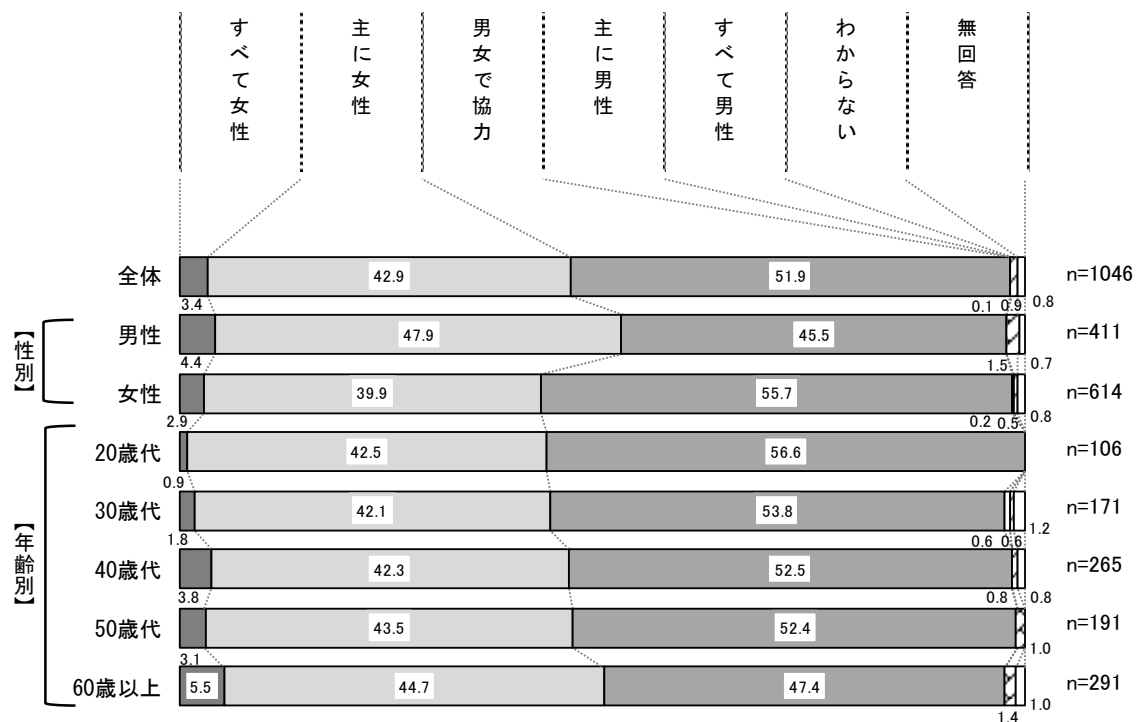 すべて女性
主に女性
男女で協力
主に男性
すべて男性
わからない
無回答
全体
42.9
51.9
n=1046
3.4
0.1
0.9
0.8
【性別】
男性
47.9
45.5
n=411
4.4
1.5
0.7
女性
39.9
55.7
n=614
2.9
0.2
0.5
0.8
【年齢別】
20歳代
42.5
56.6
n=106
0.9
30歳代
42.1
53.8
n=171
1.8
0.6
0.6
1.2
40歳代
42.3
52.5
n=265
3.8
0.8
0.8
50歳代
43.5
52.4
n=191
3.1
1.0
60歳以上
5.5
44.7
47.4
n=291
1.4
1.0